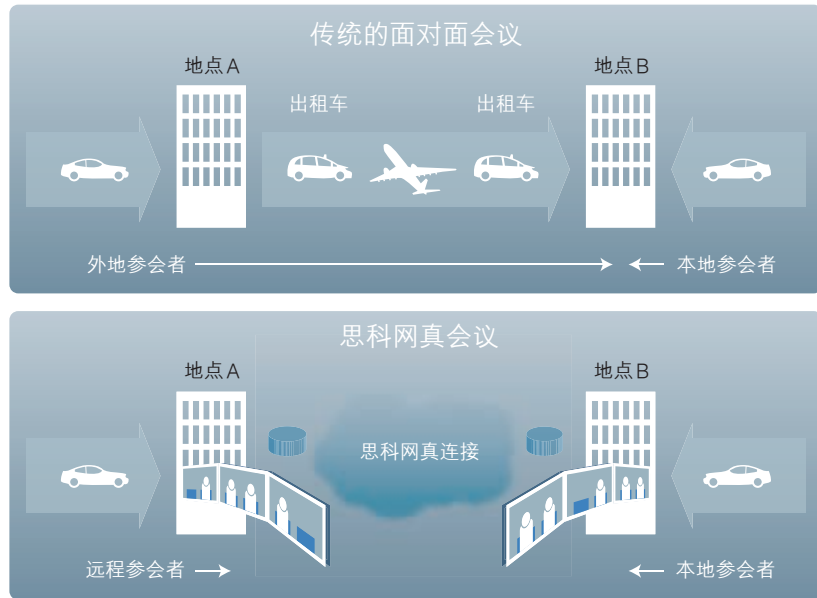 传统的面对面会议
地点A
地点B
出租车
出租车
外地参会者
本地参会者
思科网真会议
地点A
地点B
思科网真连接
远程参会者
本地参会者